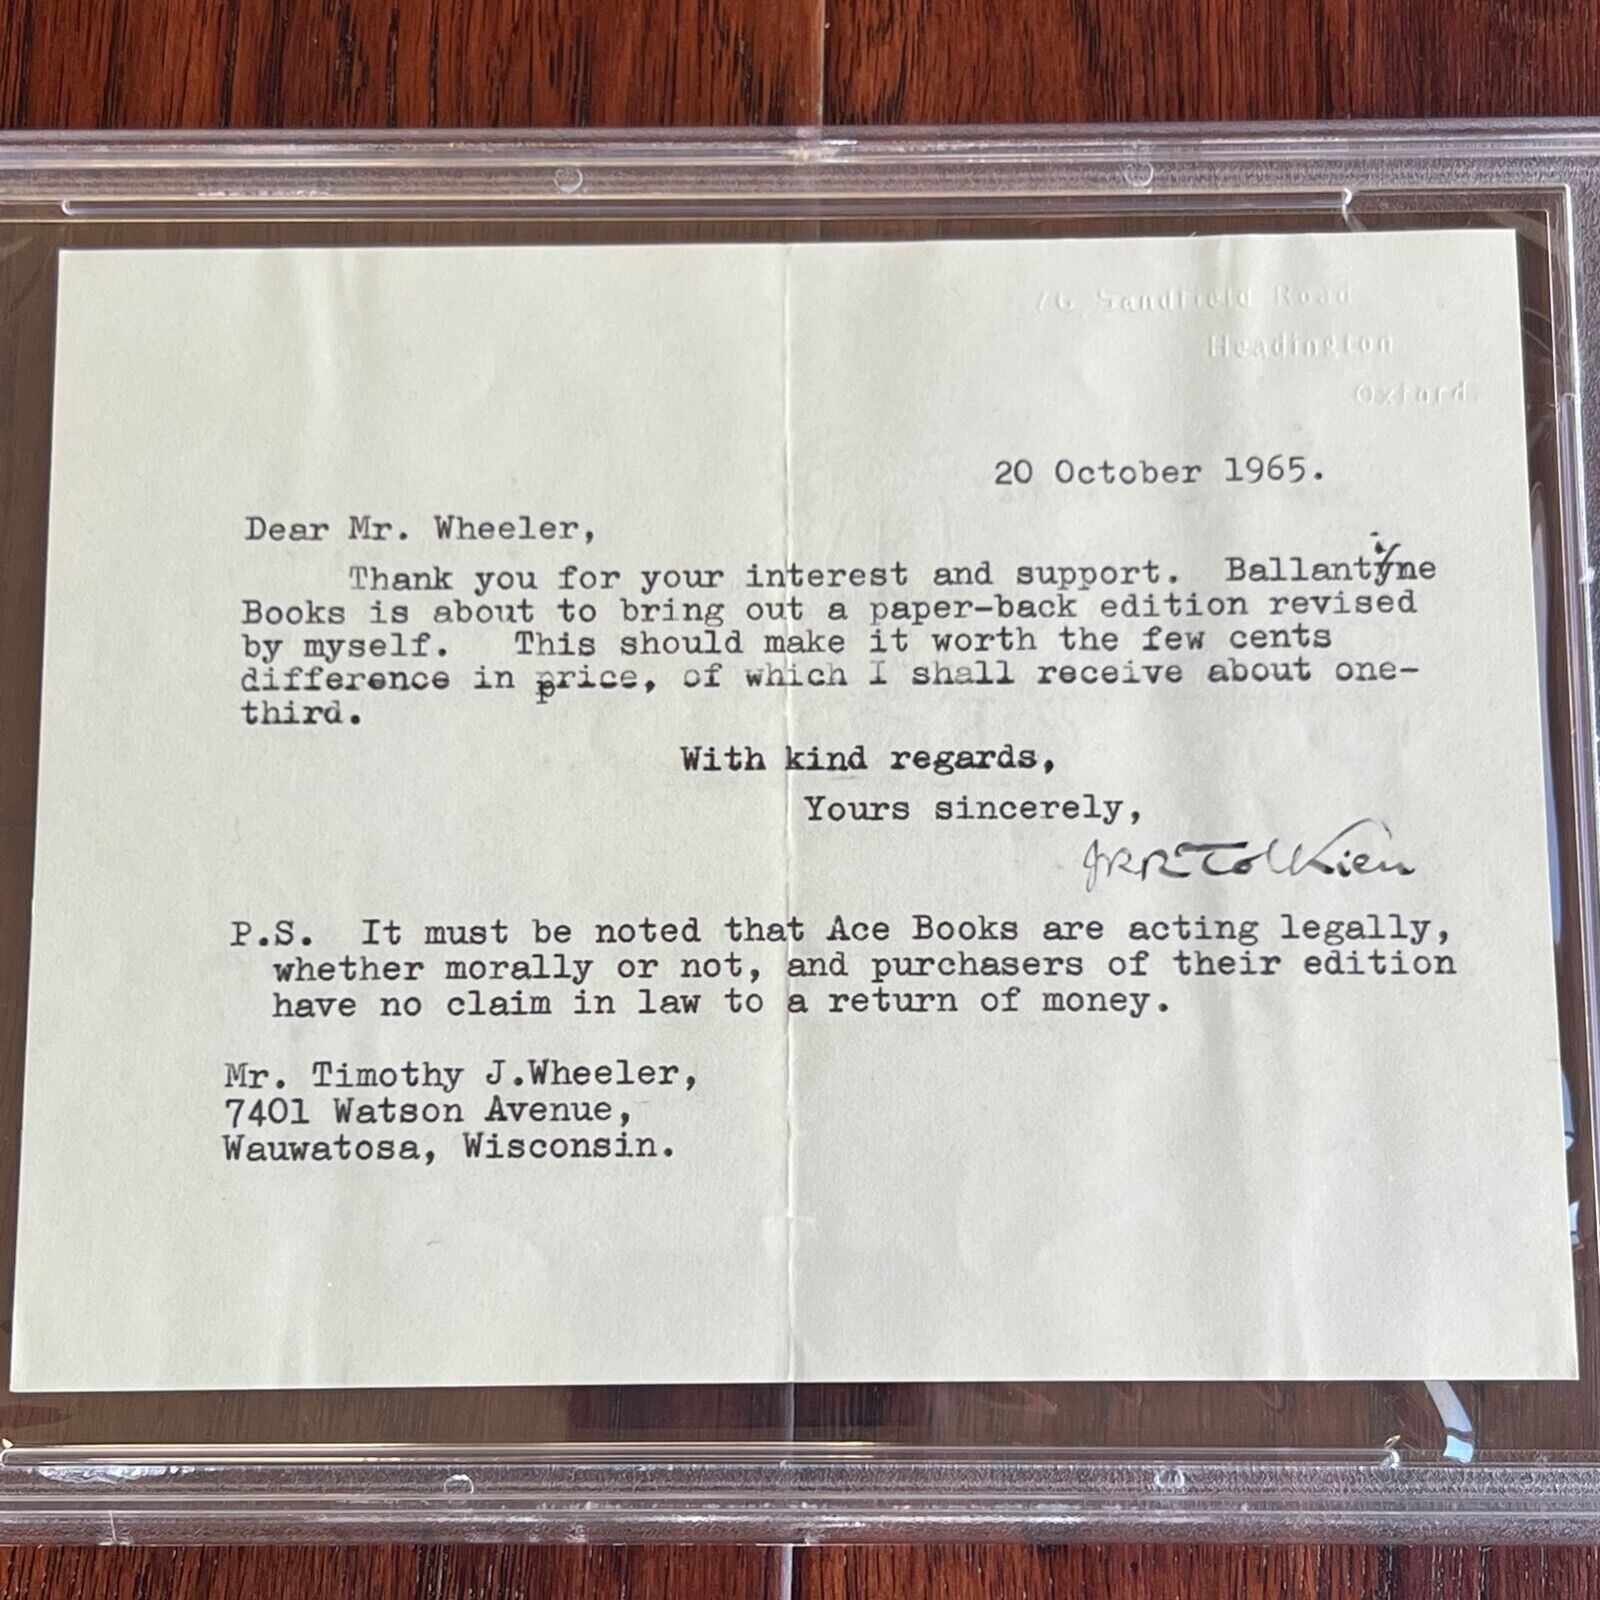 76, Sandfield Road
Headington
Oxford.
20 October 1965.
Dear Mr. Wheeler,
Thank you for your interest and support. Ballantyne
Books is about to bring out a paper-back edition revised
by myself. This should make it worth the few cents
difference in price, of which I shall receive about one-
third.
With kind regards,
Yours sincerely,
JRRTolkien
P.S. It must be noted that Ace Books are acting legally,
whether morally or not, and purchasers of their edition
have no claim in law to a return of money.
Mr. Timothy J.Wheeler,
7401 Watson Avenue,
Wauwatosa, Wisconsin.